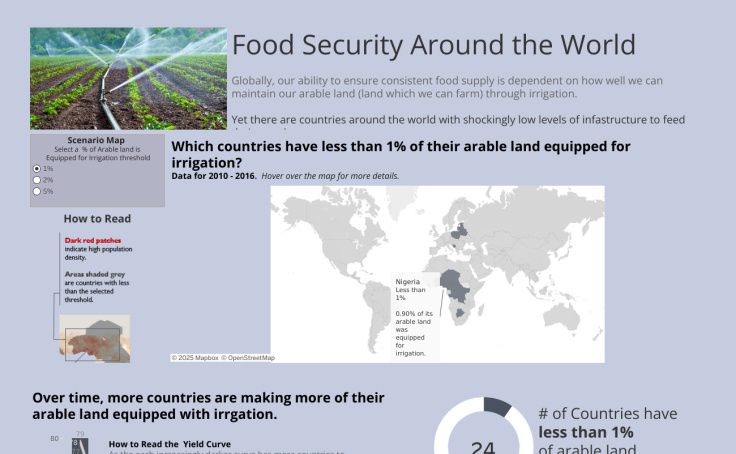 Food Security Around the World
Globally, our ability to ensure consistent food supply is dependent on how well we can
maintain our arable land (land which we can farm) through irrigation.
Yet there are countries around the world with shockingly low levels of infastructure to feed
Scenario Map
Select a % of Arable land is
Equipped for Irrigation threshold
1%
2%
5%
Which countries have less than 1% of their arable land equipped for
irrigation?
Data for 2010 - 2016. Hover over the map for more details.
How to Read
Dark red patches
indicate high population
density.
Areas shaded grey
are countries with less
than the selected
threshold.
Nigeria
Less than
1%
0.90% of its
arable land
was
equipped
for
irrigation.
© 2025 Mapbox © OpenStreetMap
Over time, more countries are making more of their
arable land equipped with irrgation.
80
79
78
How to Read the Yield Curve
24
# of Countries have
less than 1%
of arable land